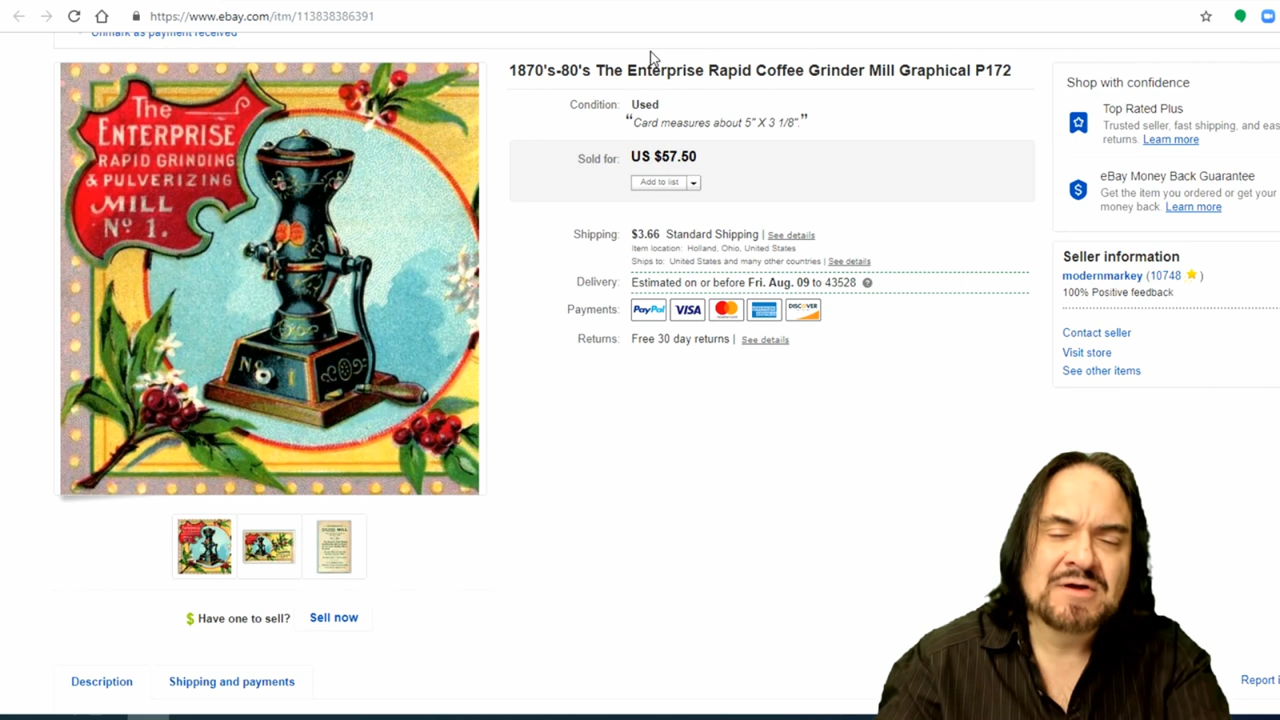 https://www.ebay.com/itm/113838386391
Unmark as payment received
The
ENTERPRISE
RAPID GRINDING
& PULVERIZING
MILL
Nº 1.
Nº 1
1870's-80's The Enterprise Rapid Coffee Grinder Mill Graphical P172
Condition: Used
“Card measures about 5" X 3 1/8".”
Sold for: US $57.50
Add to list
Shipping: $3.66 Standard Shipping | See details
Item location: Holland, Ohio, United States
Ships to: United States and many other countries | See details
Delivery: Estimated on or before Fri. Aug. 09 to 43528
Payments: PayPal VISA MasterCard AMERICAN EXPRESS DISCOVER
Returns: Free 30 day returns | See details
Shop with confidence
Top Rated Plus
Trusted seller, fast shipping, and eas
returns. Learn more
eBay Money Back Guarantee
Get the item you ordered or get your
money back. Learn more
Seller information
modernmarkey (10748 )
100% Positive feedback
Contact seller
Visit store
See other items
$ Have one to sell? Sell now
Description
Shipping and payments
Report i